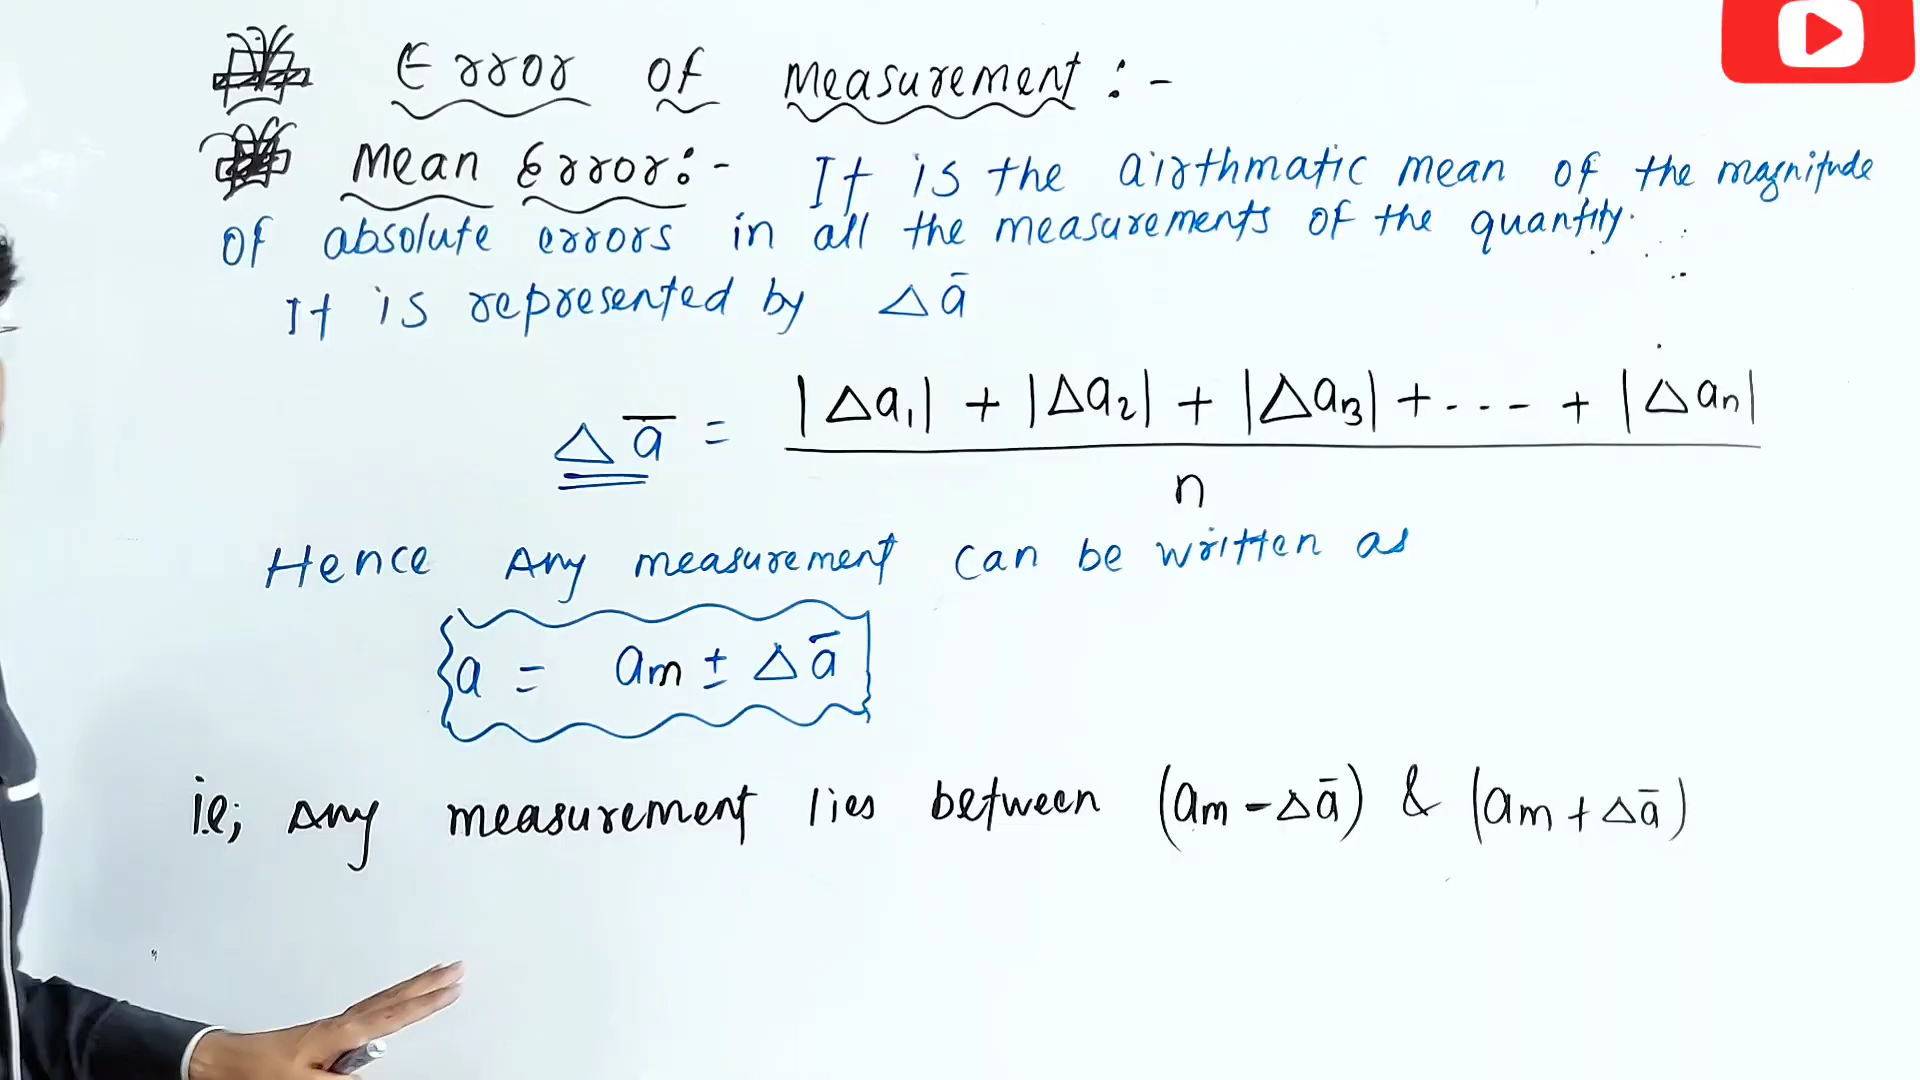 Error of measurement :-
Mean Error:- It is the airthmatic mean of the magnitude
of absolute errors in all the measurements of the quantity.
It is represented by Δā
Δā = |Δa₁| + |Δa₂| + |Δa₃| + ---- + |Δan|
n
Hence Any measurement can be written as
a = am ± Δā
i.e; Any measurement lies between (am - Δā) & (am + Δā)